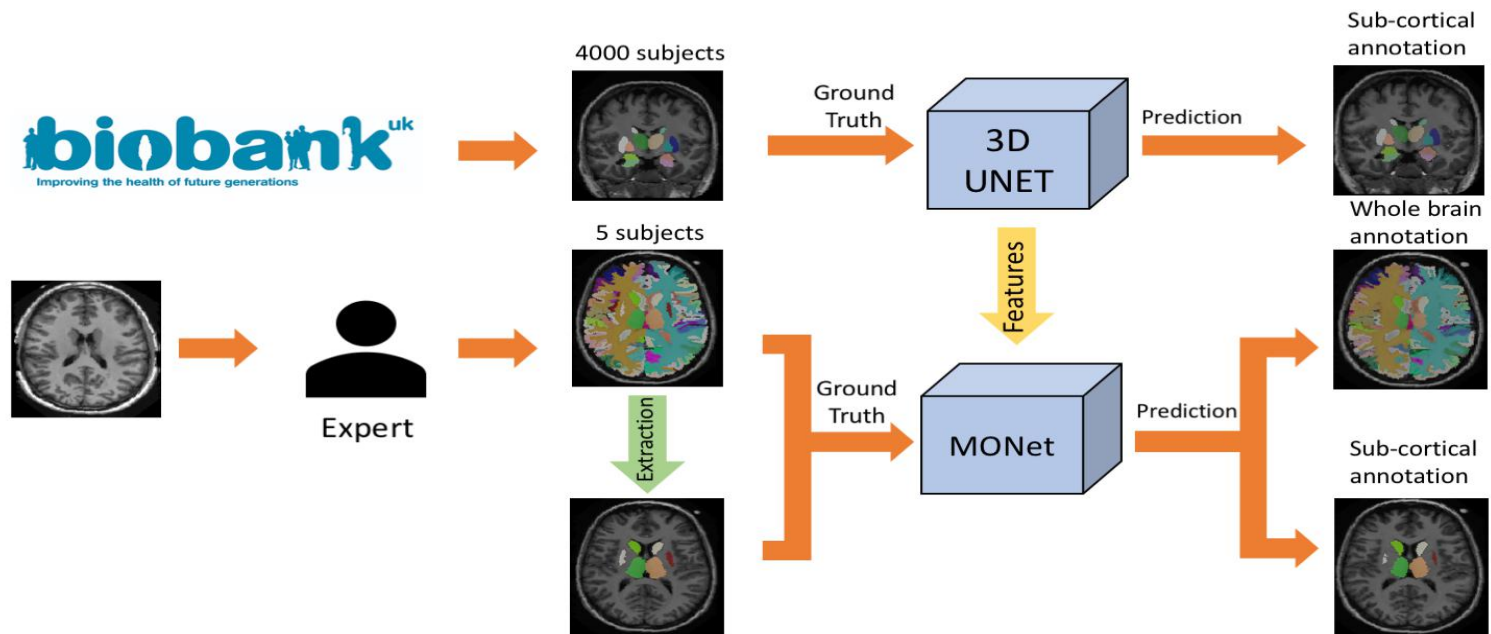 Sub-cortical
annotation
4000 subjects
Ground
Truth
Prediction
biobank uk
Improving the health of future generations
3D
UNET
5 subjects
Whole brain
annotation
Features
Expert
Extraction
Ground
Truth
MONet
Prediction
Sub-cortical
annotation